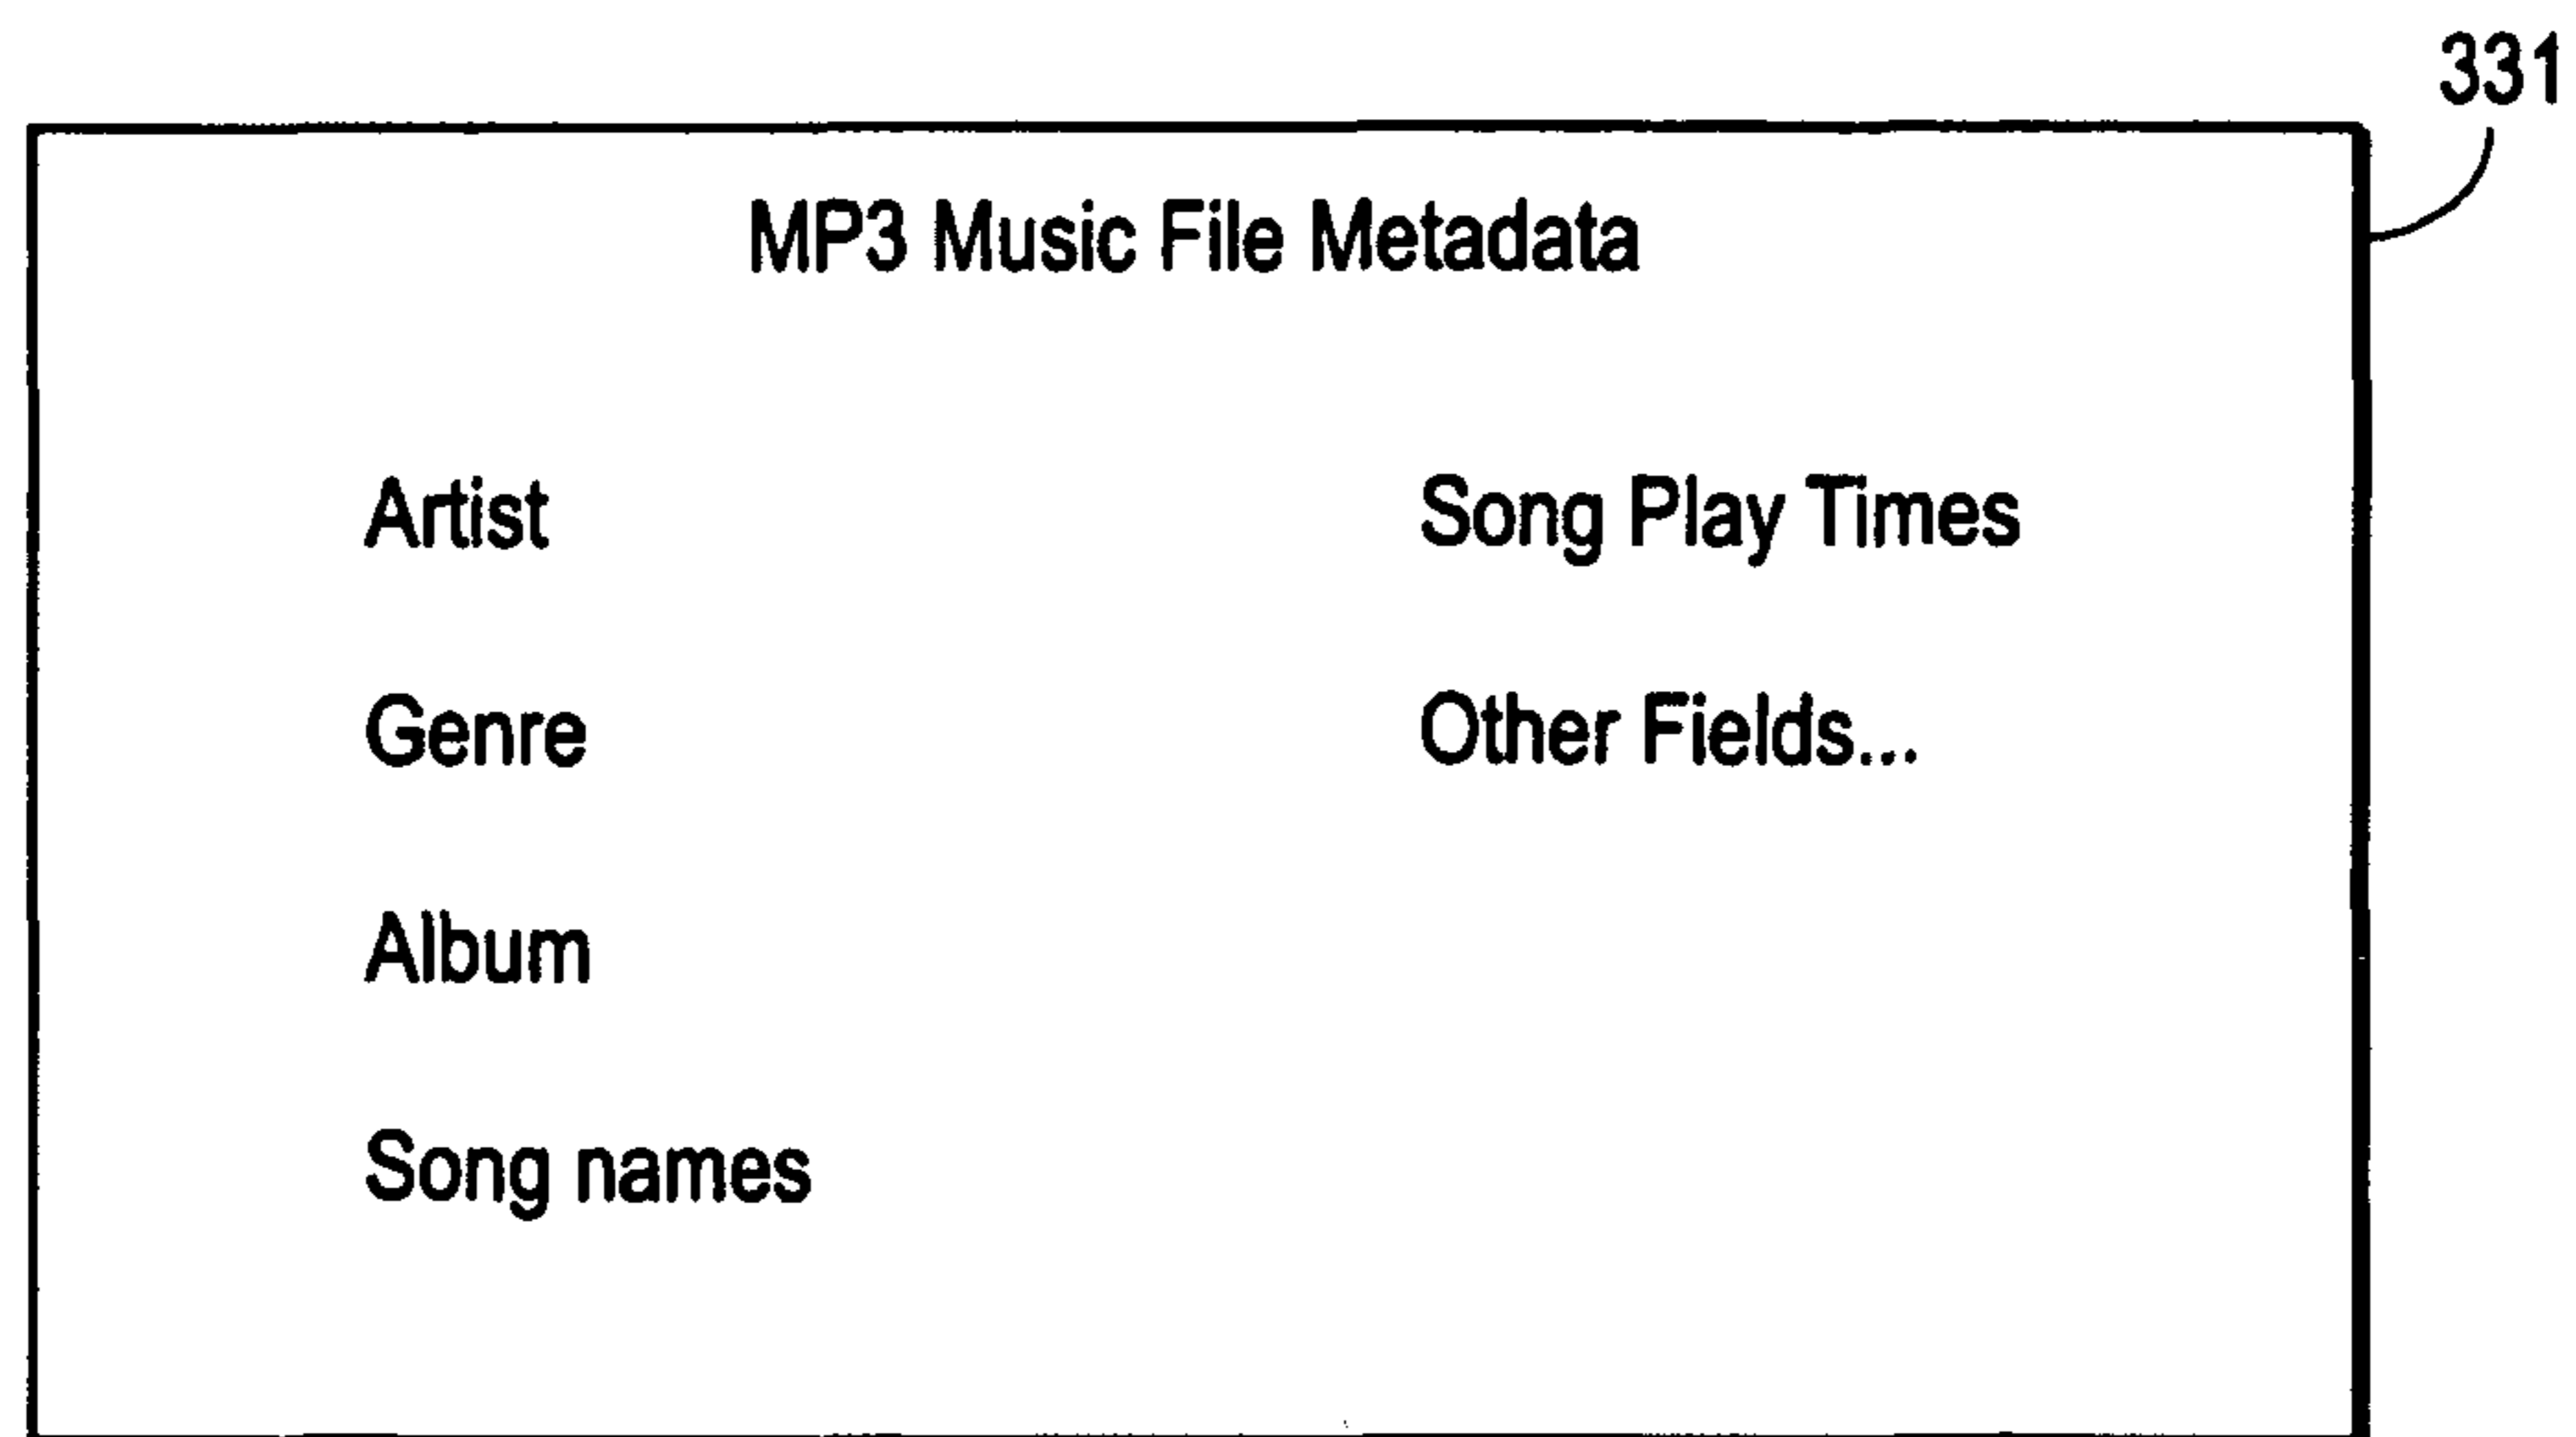 331
MP3 Music File Metadata
Artist
Genre
Album
Song names
Song Play Times
Other Fields...